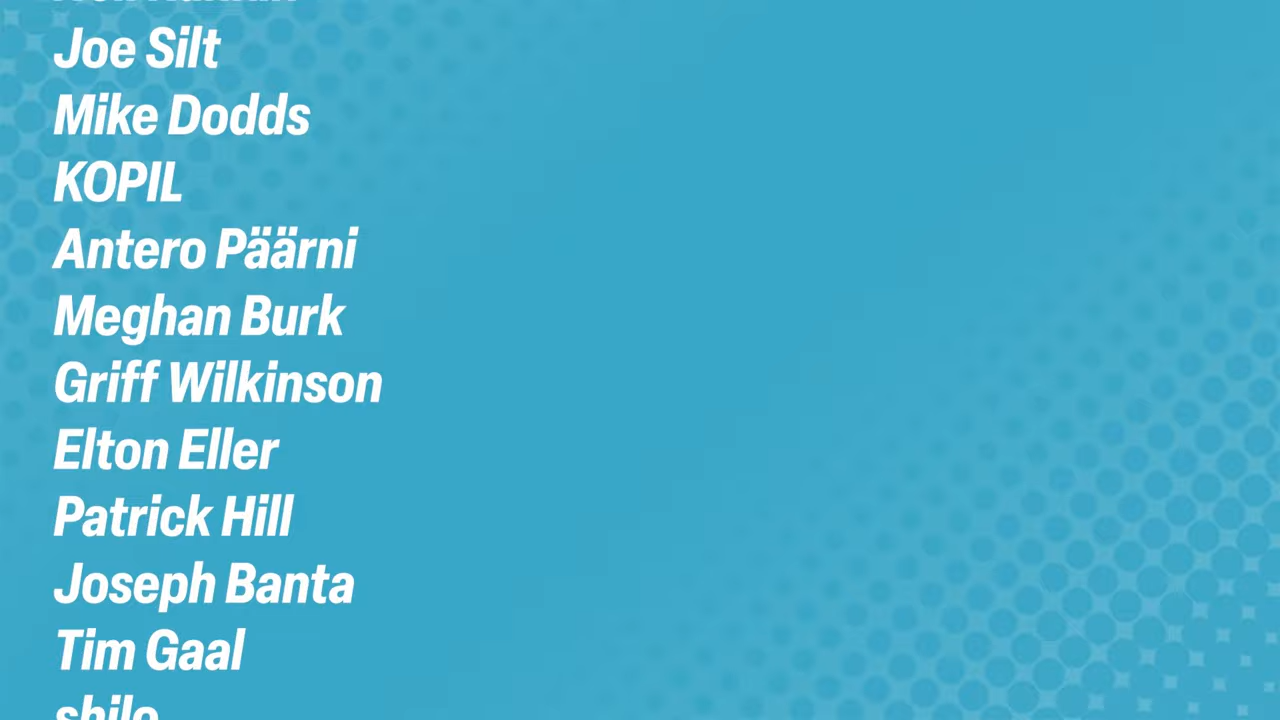 Joe Silt
Mike Dodds
KOPIL
Antero Päärni
Meghan Burk
Griff Wilkinson
Elton Eller
Patrick Hill
Joseph Banta
Tim Gaal
shilo